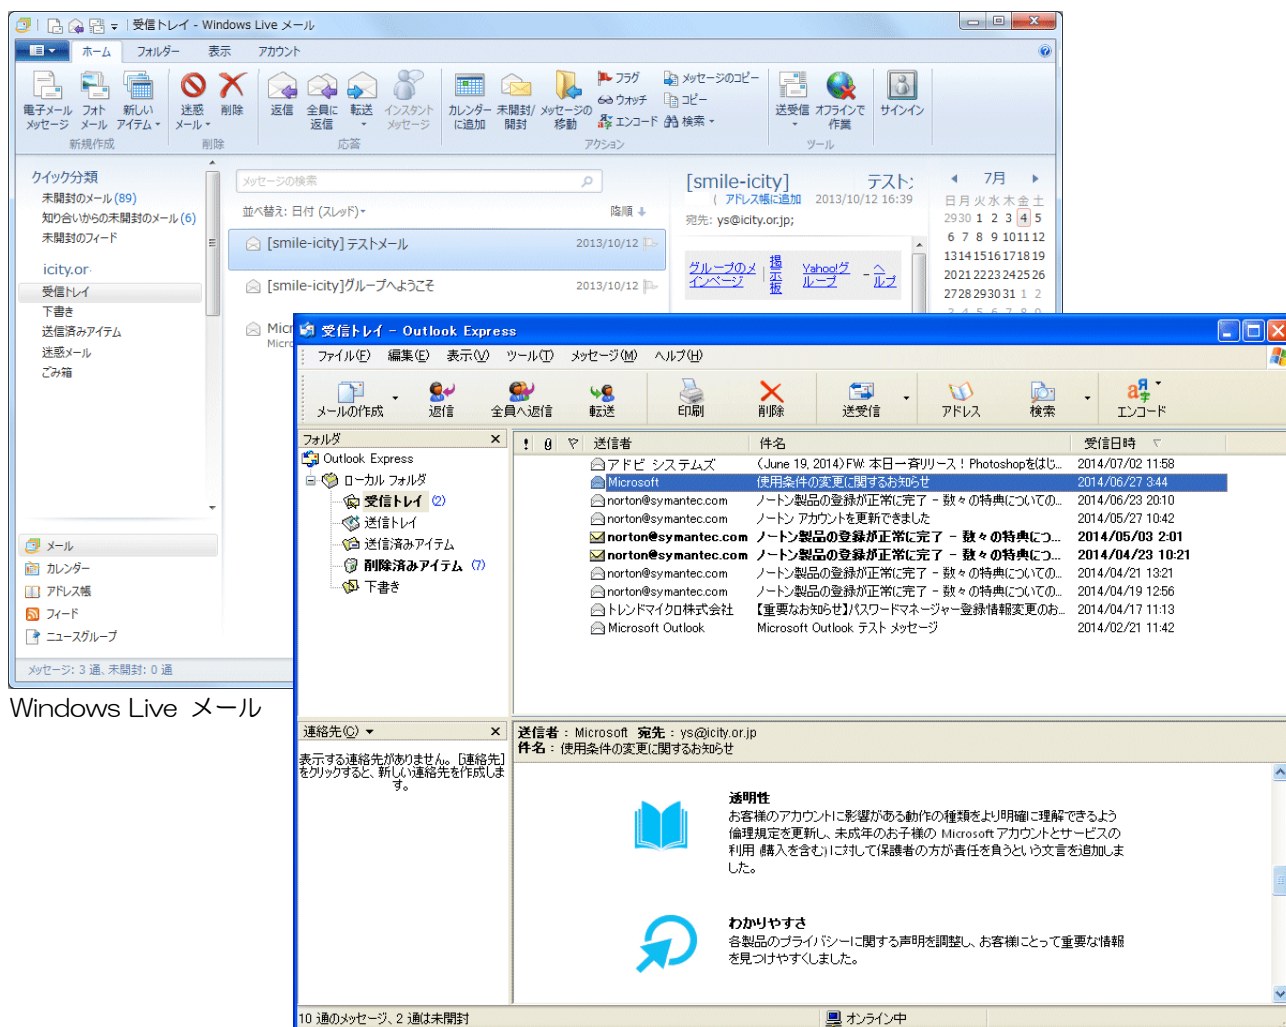 受信トレイ - Windows Live メール
ホーム フォルダー 表示 アカウント
電子メール メッセージ
フォト メール
新しい アイテム
迷惑 メール
削除
返信
全員に 返信
転送
インスタント メッセージ
カレンダー に追加
未開封/ 開封
メッセージの 移動
フラグ
ウォッチ
エンコード
メッセージのコピー
コピー
検索
送受信
オフラインで 作業
サインイン
新規作成 削除 応答 アクション ツール
クイック分類
未開封のメール (89)
知り合いからの未開封のメール (6)
未開封のフィード
icity.or
受信トレイ
下書き
送信済みアイテム
迷惑メール
ごみ箱
メール
カレンダー
アドレス帳
フィード
ニュースグループ
メッセージ: 3 通、未開封: 0 通
メッセージの検索
並べ替え: 日付 (スレッド) 降順
[smile-icity] テストメール 2013/10/12
[smile-icity]グループへようこそ 2013/10/12
Micr
Micro
[smile-icity] テスト
( アドレス帳に追加 2013/10/12 16:39
宛先: ys@icity.or.jp;
グループのメインページ | 掲示板 Yahoo!グループ - ヘルプ
7月
日 月 火 水 木 金 土
29 30 1 2 3 4 5
6 7 8 9 10 11 12
13 14 15 16 17 18 19
20 21 22 23 24 25 26
27 28 29 30 31 1 2
3 4 5 6 7 8 9
Windows Live メール
受信トレイ - Outlook Express
ファイル(F) 編集(E) 表示(V) ツール(T) メッセージ(M) ヘルプ(H)
メールの作成 返信 全員へ返信 転送 印刷 削除 送受信 アドレス 検索 エンコード
フォルダ
Outlook Express
ローカル フォルダ
受信トレイ (2)
送信トレイ
送信済みアイテム
削除済みアイテム (7)
下書き
送信者 件名 受信日時
アドビ システムズ (June 19, 2014) FW: 本日一斉リリース！Photoshopをはじ... 2014/07/02 11:58
Microsoft 使用条件の変更に関するお知らせ 2014/06/27 3:44
norton@symantec.com ノートン製品の登録が正常に完了 - 数々の特典についての... 2014/06/23 20:10
norton@symantec.com ノートン アカウントを更新できました 2014/05/27 10:42
norton@symantec.com ノートン製品の登録が正常に完了 - 数々の特典につ... 2014/05/03 2:01
norton@symantec.com ノートン製品の登録が正常に完了 - 数々の特典につ... 2014/04/23 10:21
norton@symantec.com ノートン製品の登録が正常に完了 - 数々の特典についての... 2014/04/21 13:21
norton@symantec.com ノートン製品の登録が正常に完了 - 数々の特典についての... 2014/04/19 12:56
トレンドマイクロ株式会社 【重要なお知らせ】パスワードマネージャー登録情報変更のお... 2014/04/17 11:13
Microsoft Outlook Microsoft Outlook テスト メッセージ 2014/02/21 11:42
連絡先(C)
表示する連絡先がありません。[連絡先]
をクリックすると、新しい連絡先を作成しま
す。
送信者： Microsoft 宛先： ys@icity.or.jp
件名： 使用条件の変更に関するお知らせ
透明性
お客様のアカウントに影響がある動作の種類をより明確に理解できるよう
倫理規定を更新し、未成年のお子様の Microsoft アカウントとサービスの
利用 (購入を含む) に対して保護者の方が責任を負うという文言を追加しま
した。
わかりやすさ
各製品のプライバシーに関する声明を調整し、お客様にとって重要な情報
を見つけやすくしました。
10 通のメッセージ、2 通は未開封
オンライン中